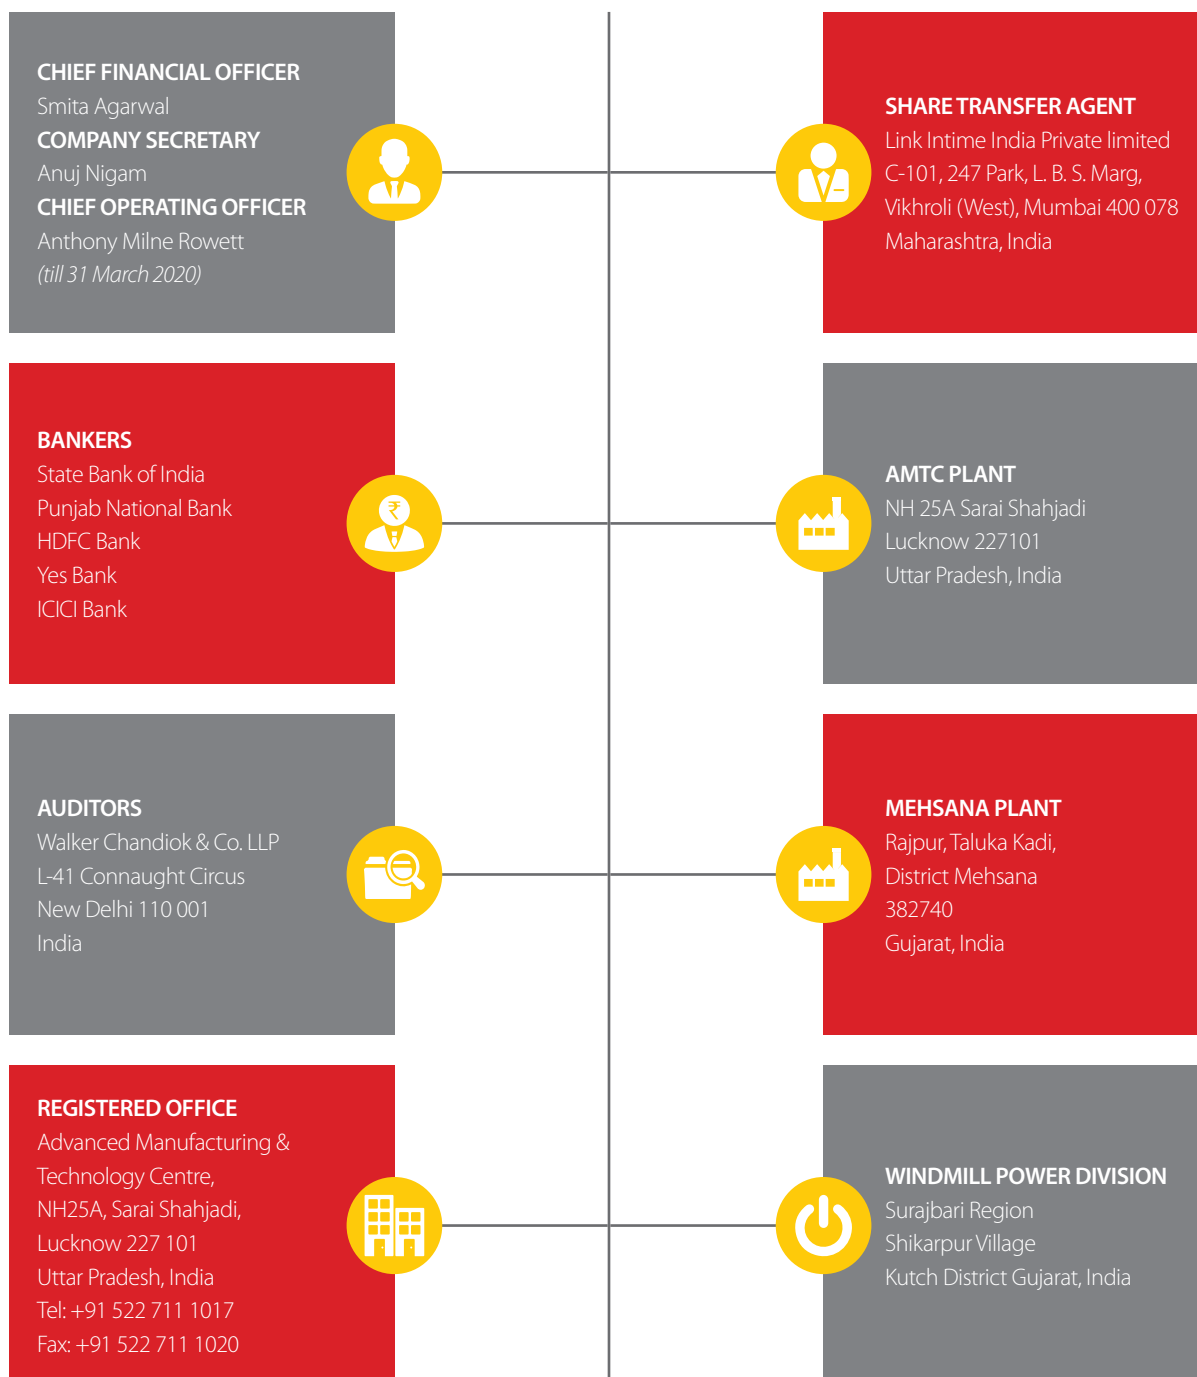 CHIEF FINANCIAL OFFICER
Smita Agarwal
COMPANY SECRETARY
Anuj Nigam
CHIEF OPERATING OFFICER
Anthony Milne Rowett
(till 31 March 2020)
SHARE TRANSFER AGENT
Link Intime India Private limited
C-101, 247 Park, L. B. S. Marg,
Vikhroli (West), Mumbai 400 078
Maharashtra, India
BANKERS
State Bank of India
Punjab National Bank
HDFC Bank
Yes Bank
ICICI Bank
₹
AMTC PLANT
NH 25A Sarai Shahjadi
Lucknow 227101
Uttar Pradesh, India
AUDITORS
Walker Chandiok & Co. LLP
L-41 Connaught Circus
New Delhi 110 001
India
MEHSANA PLANT
Rajpur, Taluka Kadi,
District Mehsana
382740
Gujarat, India
REGISTERED OFFICE
Advanced Manufacturing &
Technology Centre,
NH25A, Sarai Shahjadi,
Lucknow 227 101
Uttar Pradesh, India
Tel: +91 522 711 1017
Fax: +91 522 711 1020
WINDMILL POWER DIVISION
Surajbari Region
Shikarpur Village
Kutch District Gujarat, India